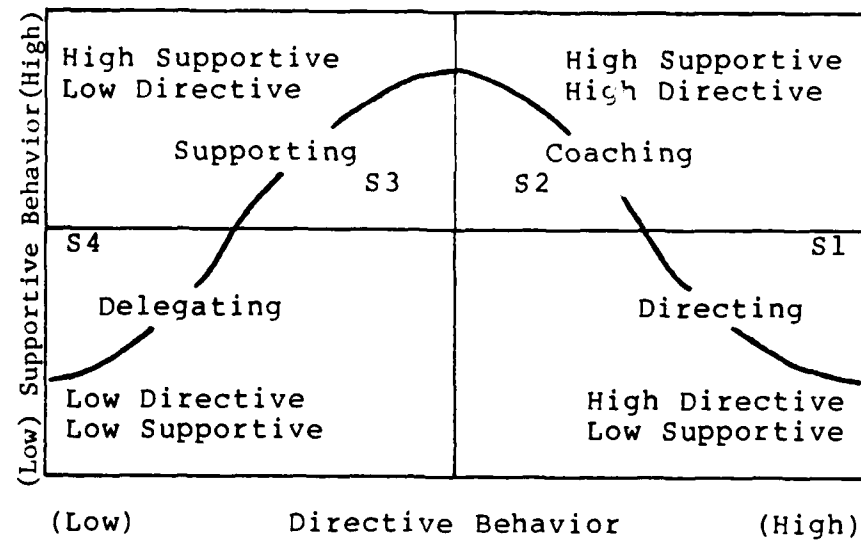 (Low) Supportive Behavior(High)
High Supportive
Low Directive
Supporting
S3
High Supportive
High Directive
Coaching
S2
S4
Delegating
Low Directive
Low Supportive
S1
Directing
High Directive
Low Supportive
(Low) Directive Behavior (High)